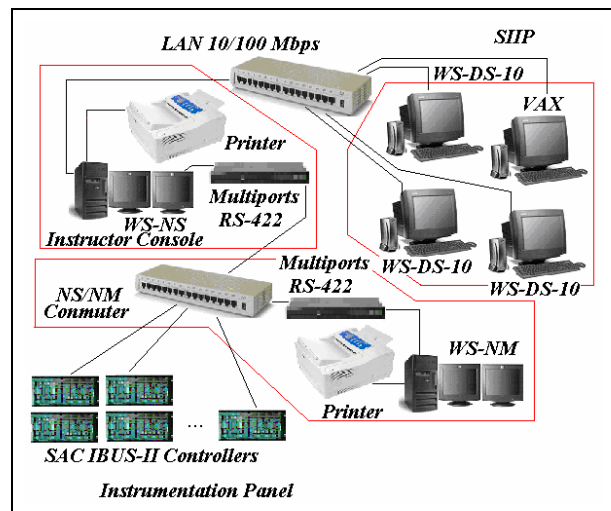 LAN 10/100 Mbps
SIIP
WS-DS-10
VAX
Printer
WS-NS
Instructor Console
Multiports
RS-422
WS-DS-10
WS-DS-10
NS/NM
Conmuter
Multiports
RS-422
WS-NM
Printer
...
SAC IBUS-II Controllers
Instrumentation Panel